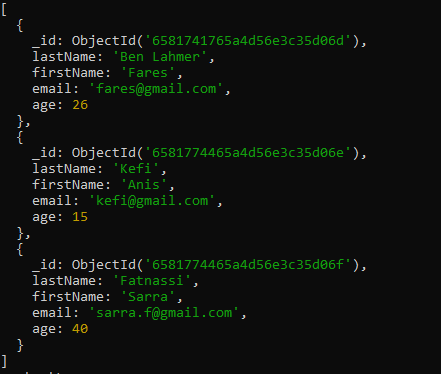 [
  {
    _id: ObjectId('6581741765a4d56e3c35d06d'),
    lastName: 'Ben Lahmer',
    firstName: 'Fares',
    email: 'fares@gmail.com',
    age: 26
  },
  {
    _id: ObjectId('6581774465a4d56e3c35d06e'),
    lastName: 'Kefi',
    firstName: 'Anis',
    email: 'kefi@gmail.com',
    age: 15
  },
  {
    _id: ObjectId('6581774465a4d56e3c35d06f'),
    lastName: 'Fatnassi',
    firstName: 'Sarra',
    email: 'sarra.f@gmail.com',
    age: 40
  }
]